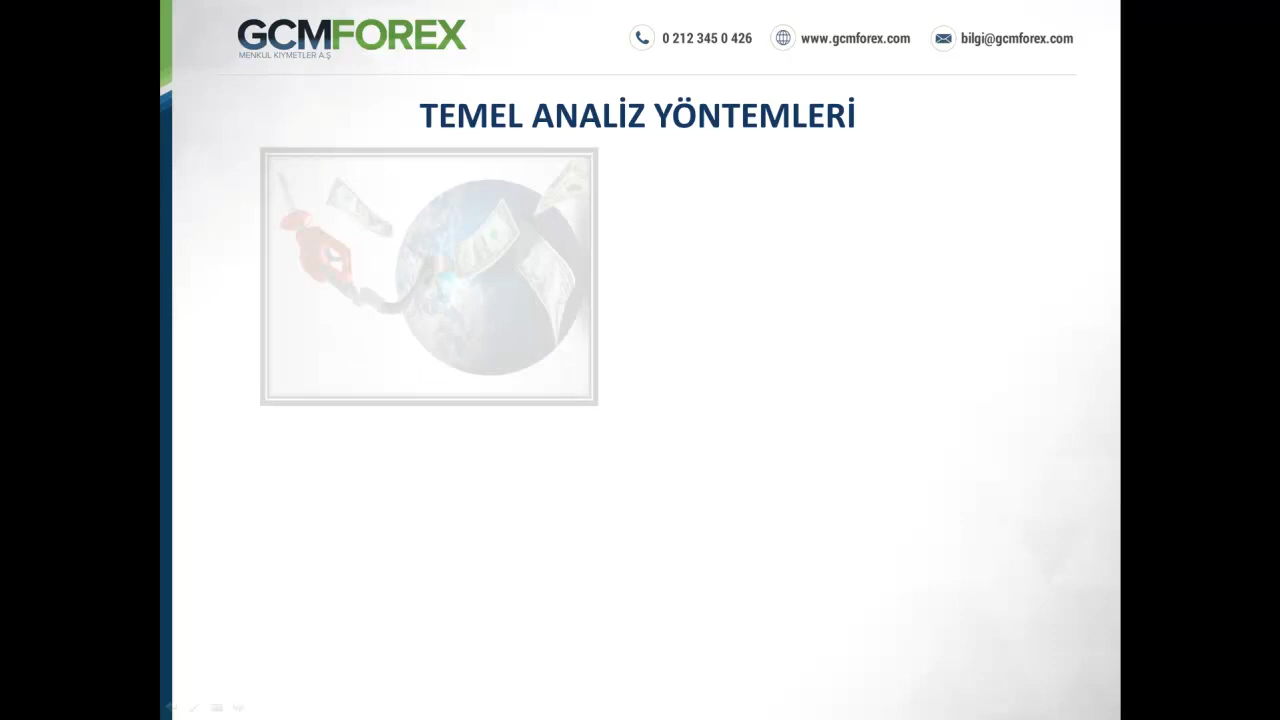 GCMFOREX
MENKUL KIYMETLER A.Ş
0 212 345 0 426
www.gcmforex.com
bilgi@gcmforex.com
TEMEL ANALİZ YÖNTEMLERİ